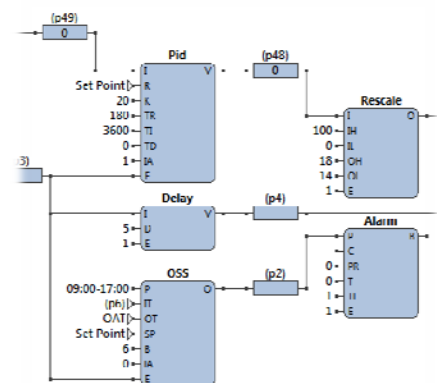 (p49)
0
Pid
I V
Set Point R
20 K
180 TR
3600 TI
0 TD
1 IA
E
(p48)
0
Rescale
I O
100 IH
0 IL
18 OH
14 OL
1 E
Delay
I V
5 D
1 E
(p4)
Alarm
P R
C
0 PR
0 T
1
1 E
OSS
09:00-17:00 P O
(p6) IT
OAT OT
Set Point SP
6 B
0 IA
E
(p2)